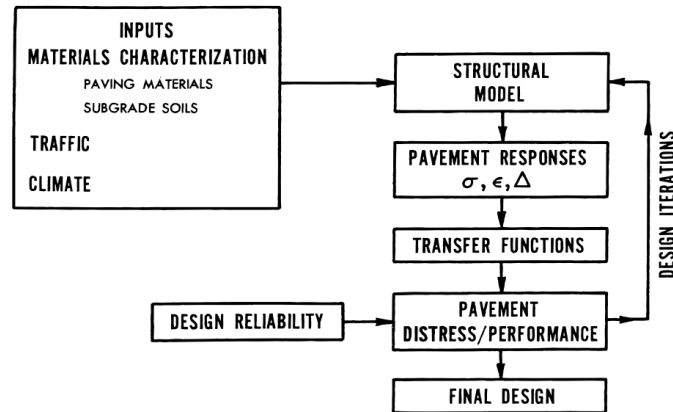 INPUTS
MATERIALS CHARACTERIZATION
PAVING MATERIALS
SUBGRADE SOILS
TRAFFIC
CLIMATE
STRUCTURAL
MODEL
PAVEMENT RESPONSES
σ, ϵ, Δ
TRANSFER FUNCTIONS
DESIGN RELIABILITY
PAVEMENT
DISTRESS/PERFORMANCE
FINAL DESIGN
DESIGN ITERATIONS